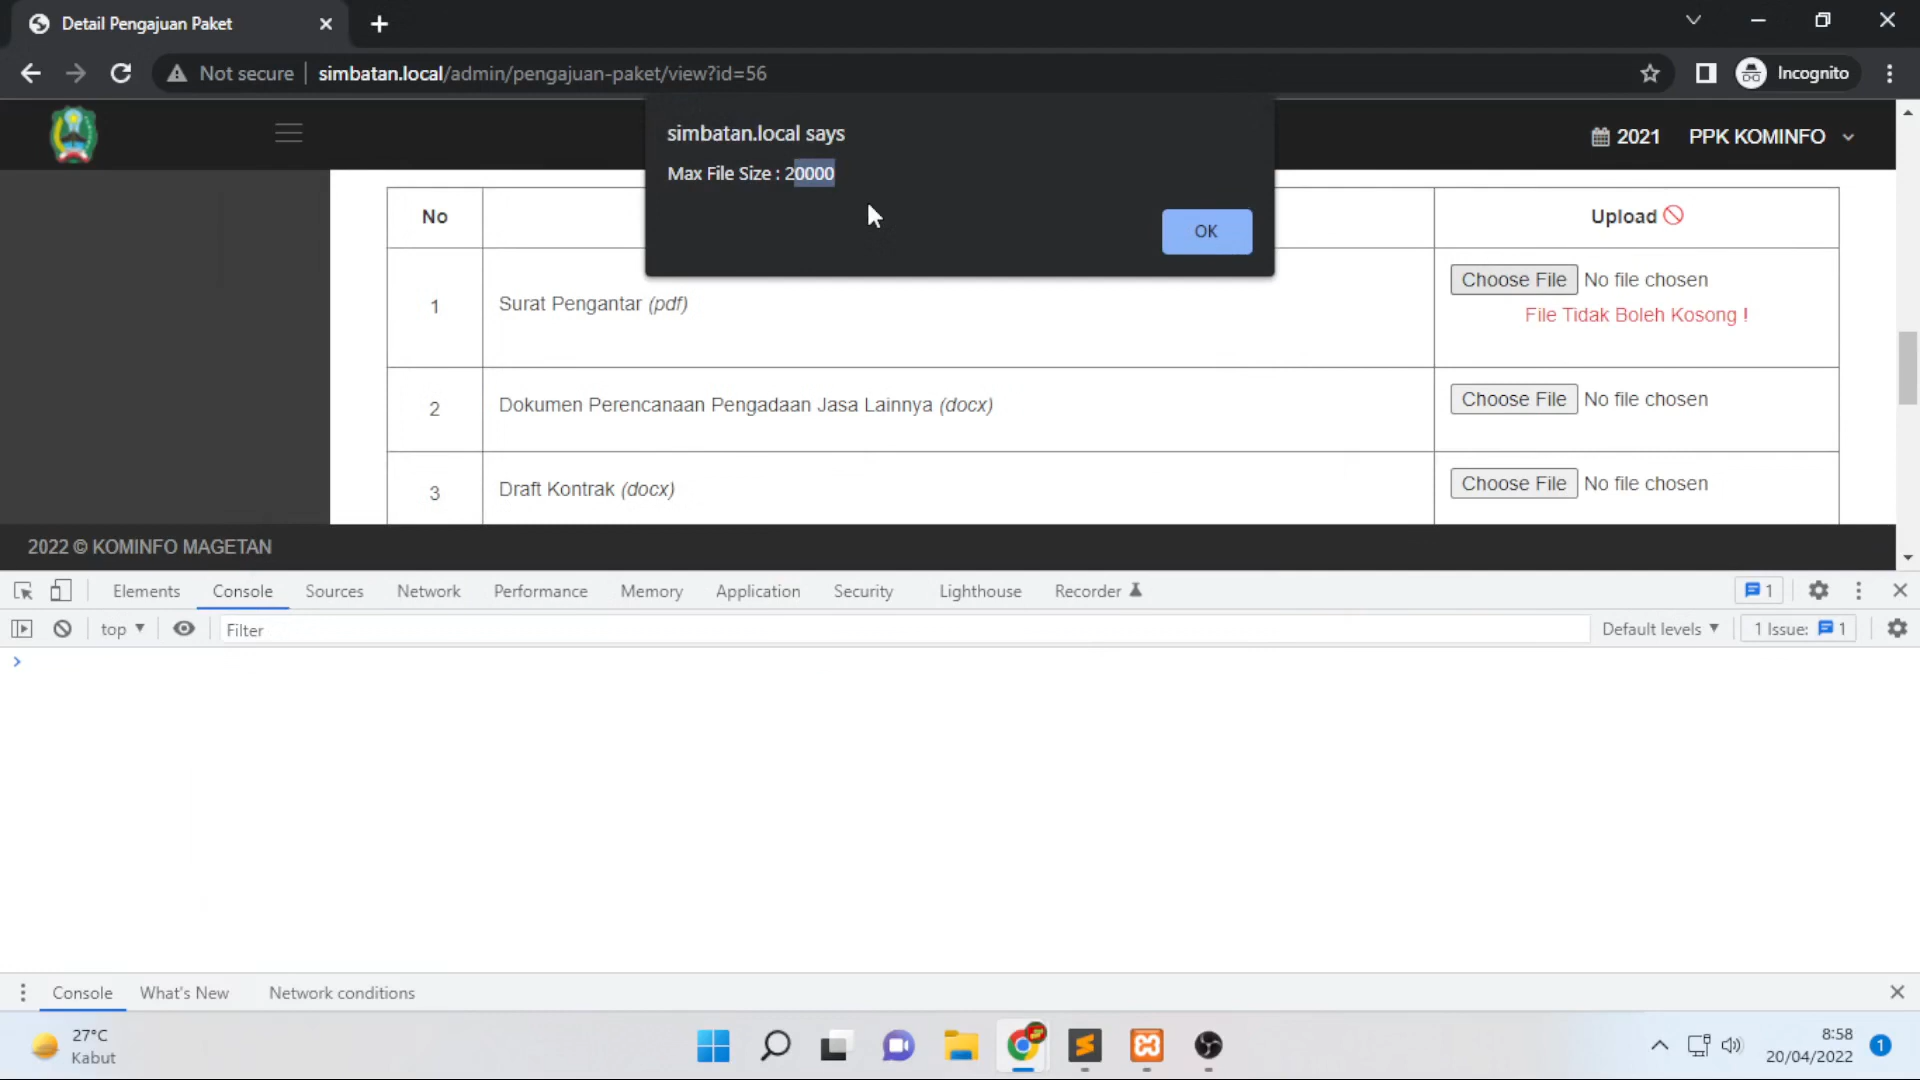 Detail Pengajuan Paket
Not secure simbatan.local/admin/pengajuan-paket/view?id=56
Incognito
simbatan.local says
Max File Size : 20000
OK
2021 PPK KOMINFO
No Upload
1 Surat Pengantar (pdf) Choose File No file chosen
File Tidak Boleh Kosong !
2 Dokumen Perencanaan Pengadaan Jasa Lainnya (docx) Choose File No file chosen
3 Draft Kontrak (docx) Choose File No file chosen
2022 © KOMINFO MAGETAN
Elements Console Sources Network Performance Memory Application Security Lighthouse Recorder 1
top Filter Default levels 1 Issue: 1
Console What's New Network conditions
27°C
Kabut
8:58
20/04/2022
1